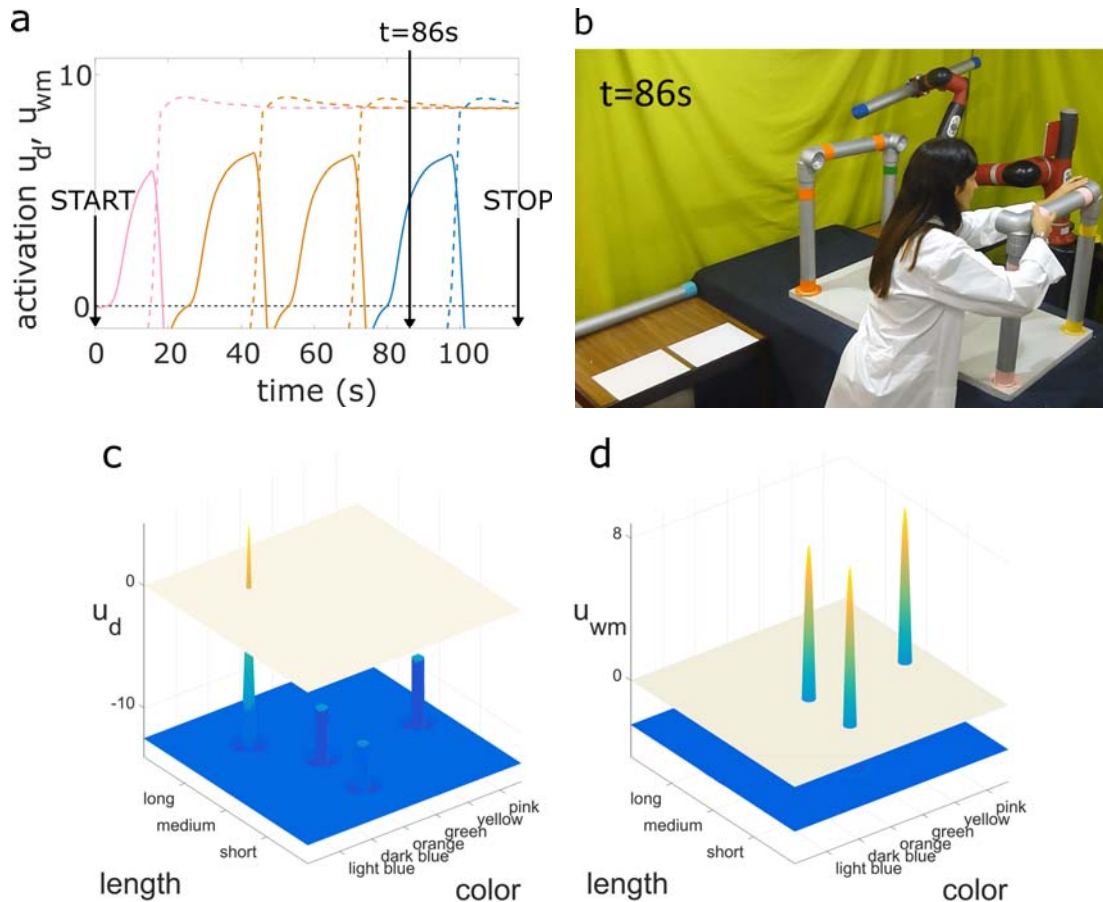 a
t=86s
activation u_d, u_wm
10
0
START
STOP
0 20 40 60 80 100
time (s)
b
t=86s
c
0
u_d
-10
long
medium
short
length
pink
yellow
green
orange
dark blue
light blue
color
d
8
u_wm
0
long
medium
short
length
pink
yellow
green
orange
dark blue
light blue
color